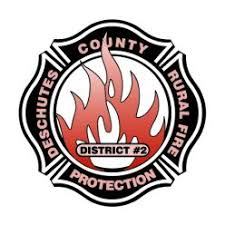 DESCHUTES
COUNTY
RURAL FIRE
DISTRICT #2
PROTECTION